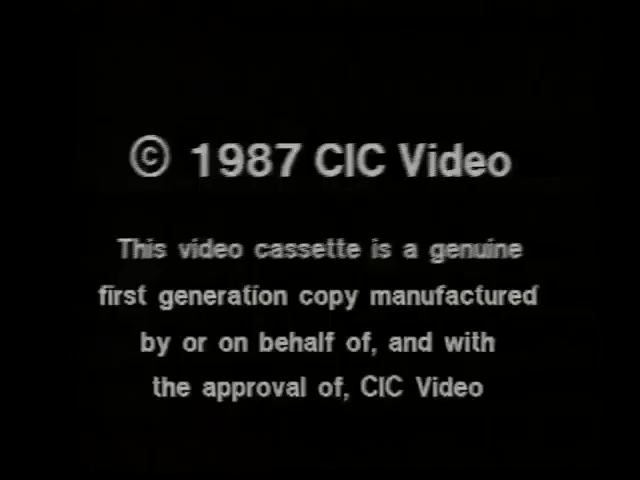 © 1987 CIC Video
This video cassette is a genuine
first generation copy manufactured
by or on behalf of, and with
the approval of, CIC Video